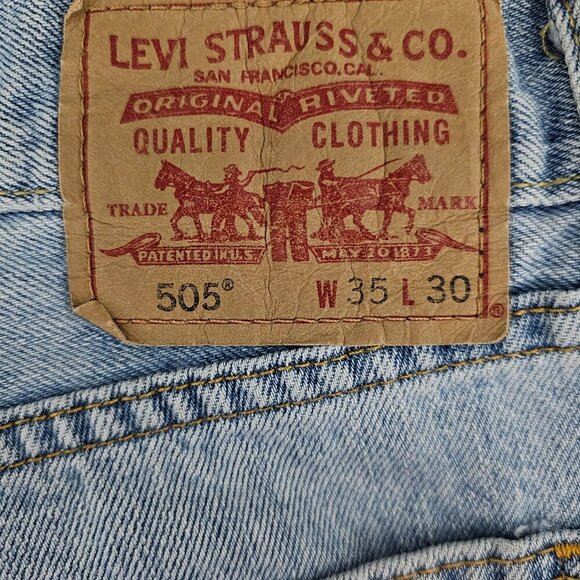 LEVI STRAUSS & CO.
SAN FRANCISCO, CAL.
ORIGINAL RIVETED
QUALITY CLOTHING
TRADE MARK
PATENTED IN U.S. MAY 20 1873
505® W 35 L 30 ®